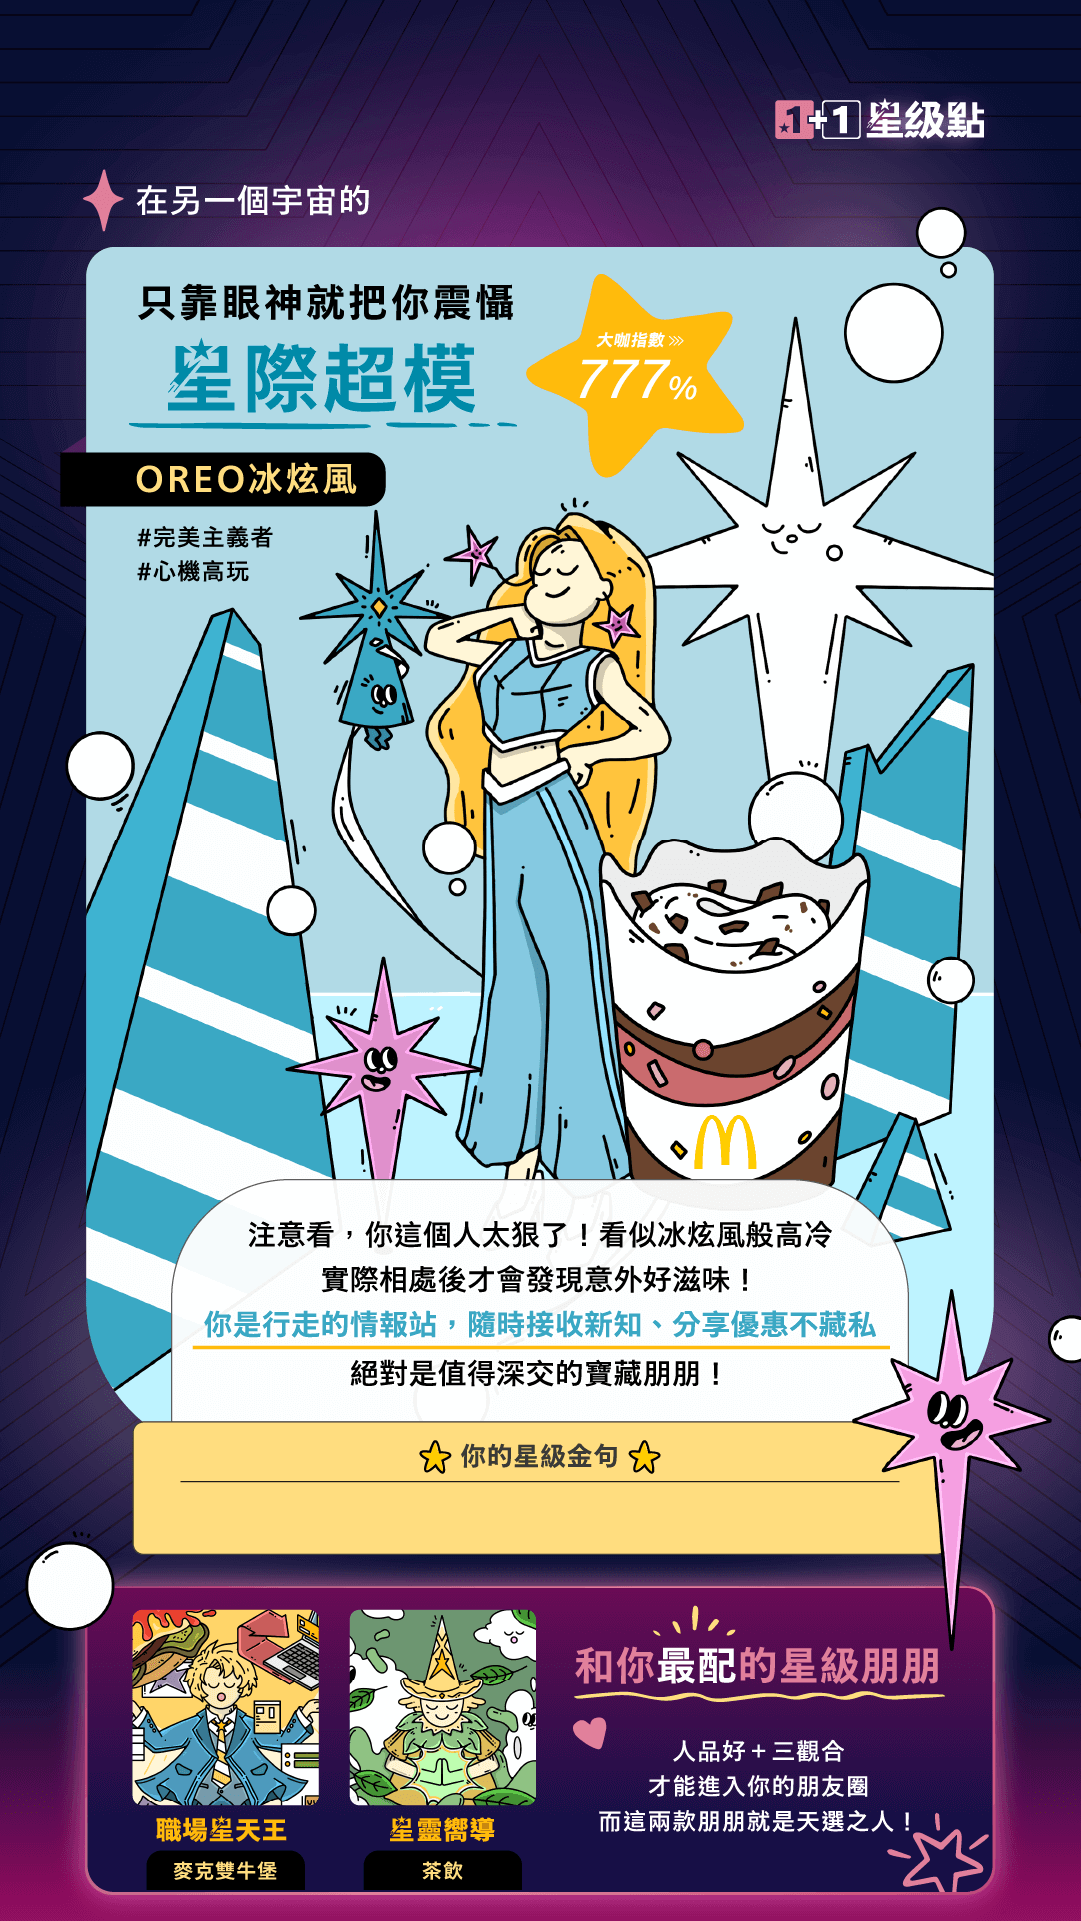 1+1 星級點
在另一個宇宙的
只靠眼神就把你震懾
星際超模
大咖指數
777%
OREO冰炫風
#完美主義者
#心機高玩
注意看，你這個人太狠了！看似冰炫風般高冷
實際相處後才會發現意外好滋味！
你是行走的情報站，隨時接收新知、分享優惠不藏私
絕對是值得深交的寶藏朋朋！
你的星級金句
和你最配的星級朋朋
人品好＋三觀合
才能進入你的朋友圈
而這兩款朋朋就是天選之人！
職場星天王
麥克雙牛堡
星靈嚮導
茶飲